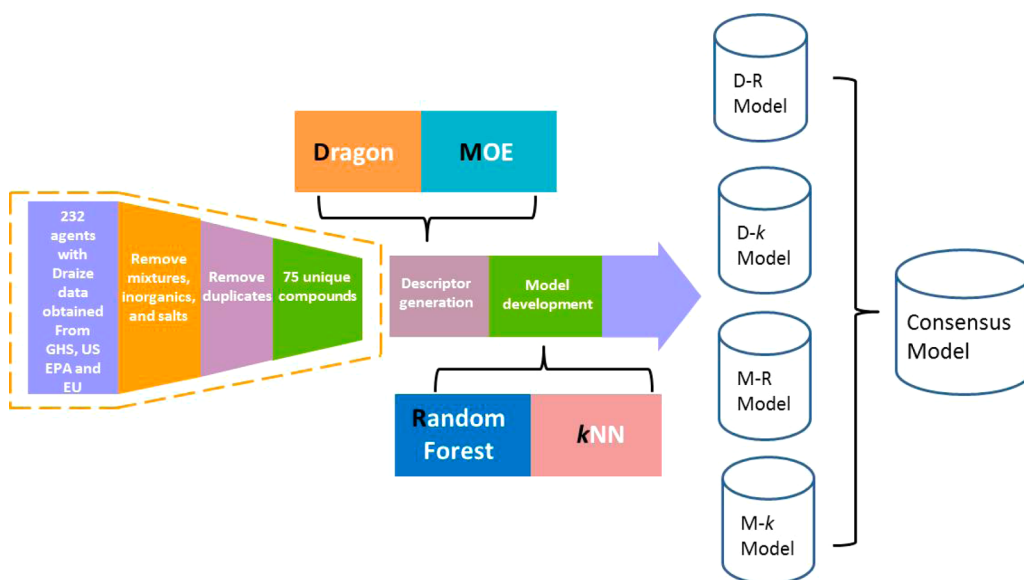 232
agents
with
Draize
data
obtained
From
GHS, US
EPA and
EU
Remove
mixtures,
inorganics,
and salts
Remove
duplicates
75 unique
compounds
Dragon
MOE
Descriptor
generation
Model
development
Random
Forest
kNN
D-R
Model
D-k
Model
M-R
Model
M-k
Model
Consensus
Model